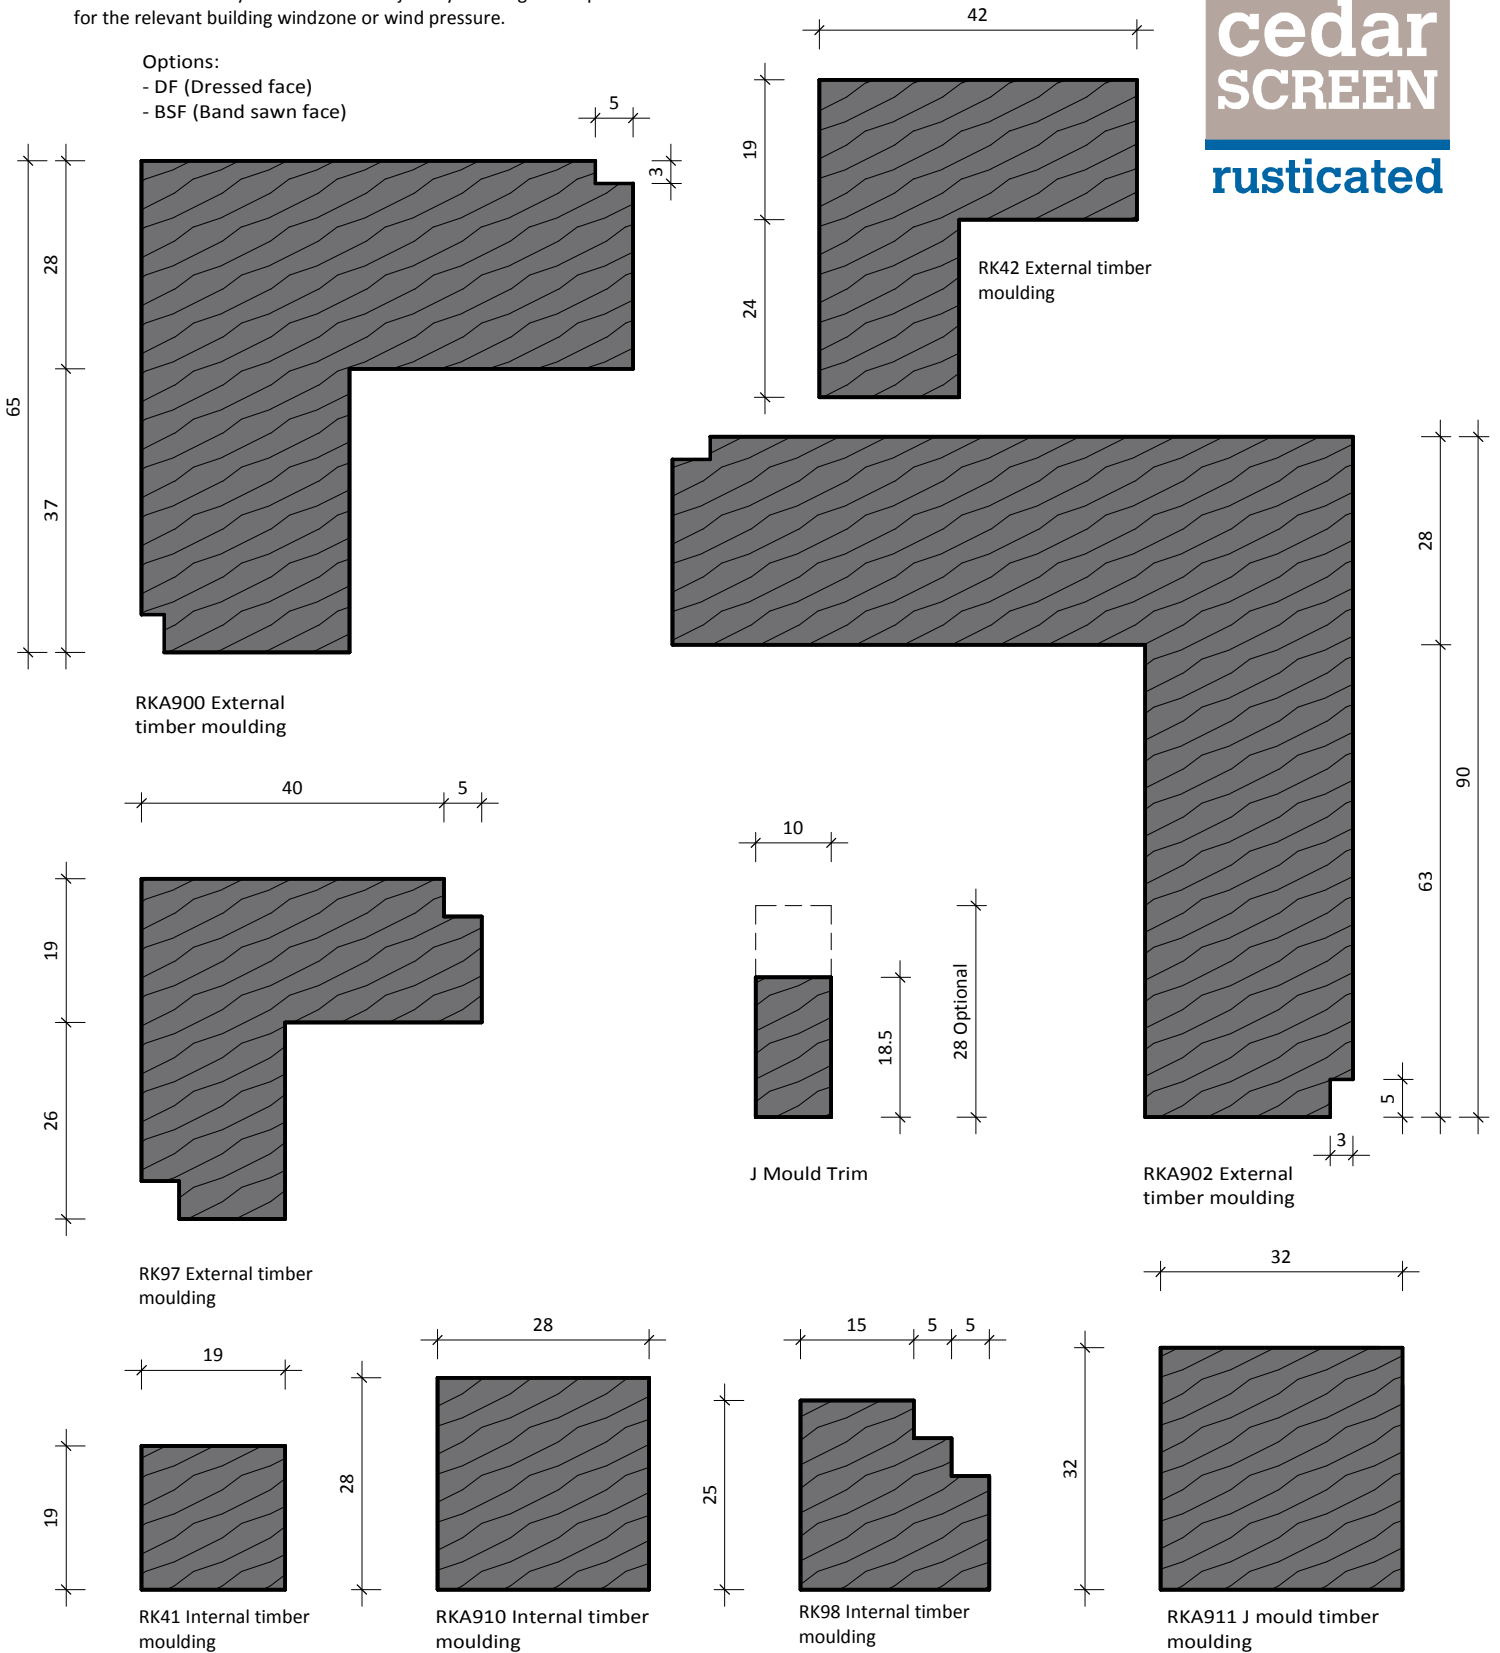 for the relevant building windzone or wind pressure.
Options:
- DF (Dressed face)
- BSF (Band sawn face)
cedar
SCREEN
rusticated
5
3
28
37
65
RKA900 External
timber moulding
42
19
24
RK42 External timber
moulding
28
63
90
5
3
RKA902 External
timber moulding
40
5
19
26
RK97 External timber
moulding
10
18.5
28 Optional
J Mould Trim
19
19
RK41 Internal timber
moulding
28
28
RKA910 Internal timber
moulding
15
5
5
25
RK98 Internal timber
moulding
32
32
RKA911 J mould timber
moulding